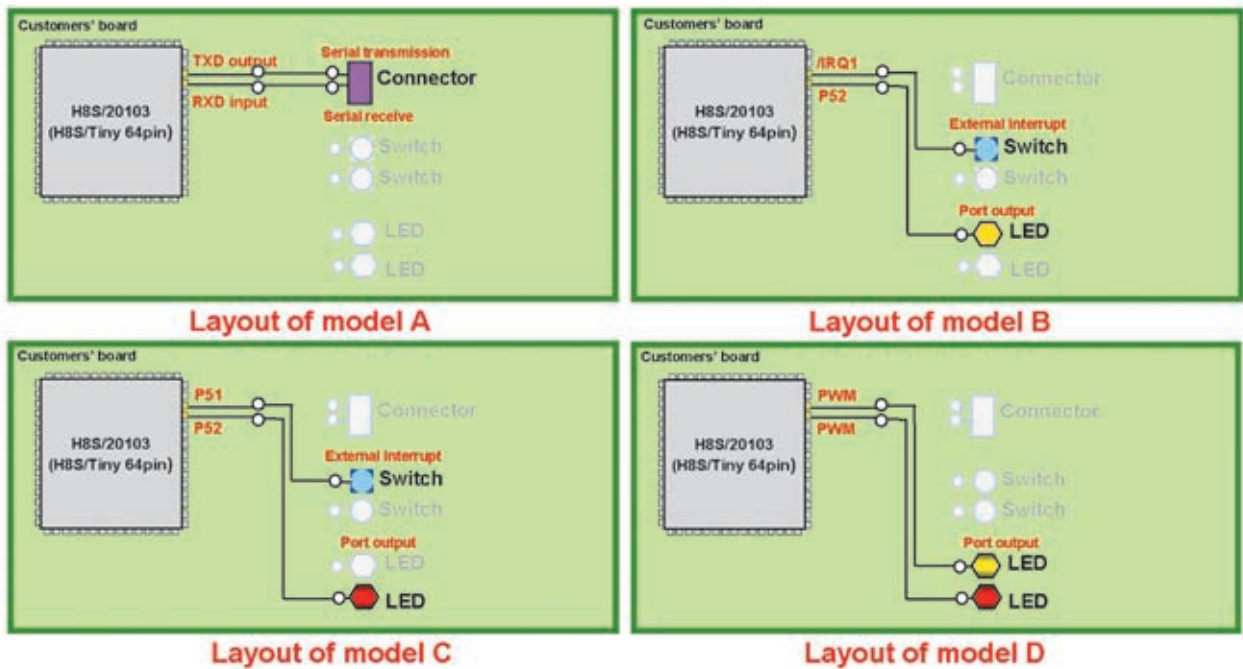 Customers' board
TXD output
Serial transmission
Connector
RXD input
H8S/20103
(H8S/Tiny 64pin)
Serial receive
Switch
Switch
LED
LED
Layout of model A
Customers' board
/IRQ1
Connector
P52
H8S/20103
(H8S/Tiny 64pin)
External Interrupt
Switch
Switch
Port output
LED
LED
Layout of model B
Customers' board
P51
Connector
P52
H8S/20103
(H8S/Tiny 64pin)
External Interrupt
Switch
Switch
Port output
LED
LED
Layout of model C
Customers' board
PWM
Connector
PWM
H8S/20103
(H8S/Tiny 64pin)
Switch
Switch
Port output
LED
LED
Layout of model D